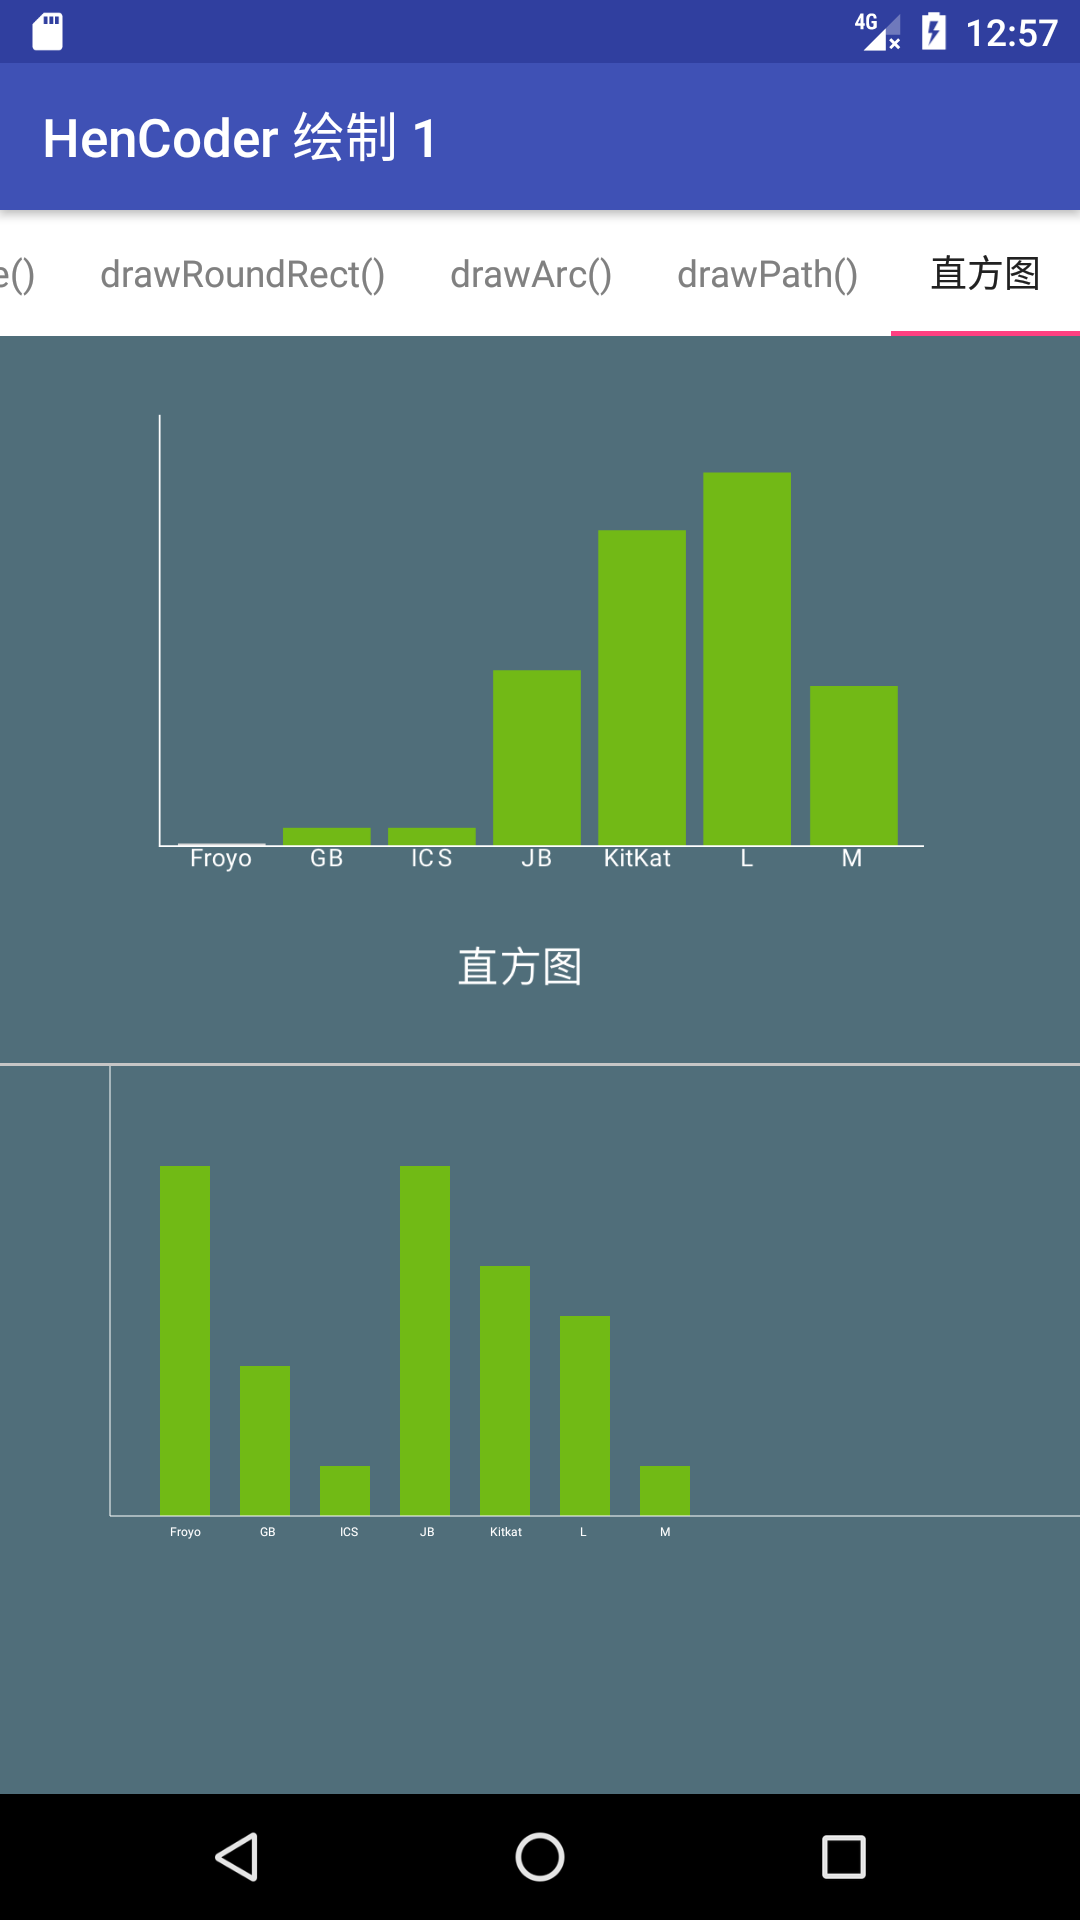 4G 12:57
HenCoder 绘制 1
e() drawRoundRect() drawArc() drawPath() 直方图
Froyo GB ICS JB KitKat L M
直方图
Froyo GB ICS JB Kitkat L M